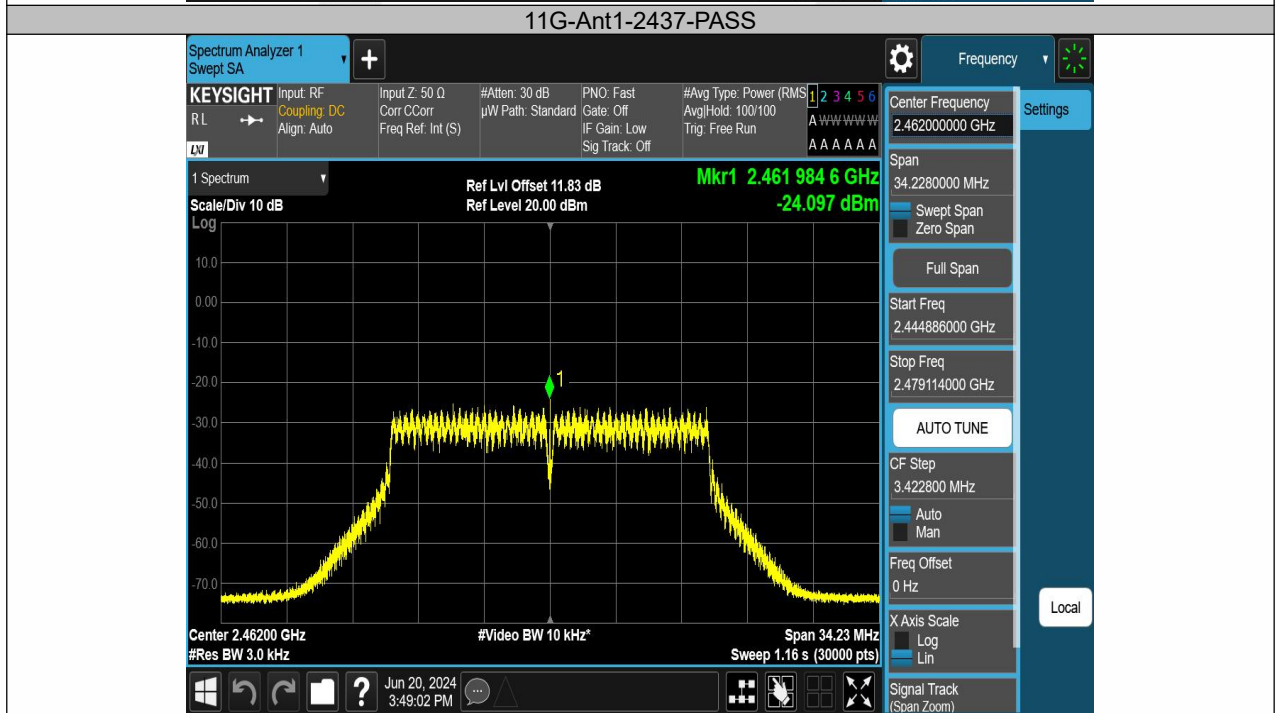 11G-Ant1-2437-PASS
Spectrum Analyzer 1
Swept SA
+
Frequency
KEYSIGHT
RL
LXI
Input: RF
Coupling: DC
Align: Auto
Input Z: 50 Ω
Corr CCorr
Freq Ref: Int (S)
#Atten: 30 dB
µW Path: Standard
PNO: Fast
Gate: Off
IF Gain: Low
Sig Track: Off
#Avg Type: Power (RMS
Avg|Hold: 100/100
Trig: Free Run
1 2 3 4 5 6
A W W W W W
A A A A A A
1 Spectrum
Scale/Div 10 dB
Log
Ref Lvl Offset 11.83 dB
Ref Level 20.00 dBm
Mkr1 2.461 984 6 GHz
-24.097 dBm
10.0
0.00
-10.0
-20.0
-30.0
-40.0
-50.0
-60.0
-70.0
1
Center 2.46200 GHz
#Res BW 3.0 kHz
#Video BW 10 kHz*
Span 34.23 MHz
Sweep 1.16 s (30000 pts)
Center Frequency
2.462000000 GHz
Settings
Span
34.2280000 MHz
Swept Span
Zero Span
Full Span
Start Freq
2.444886000 GHz
Stop Freq
2.479114000 GHz
AUTO TUNE
CF Step
3.422800 MHz
Auto
Man
Freq Offset
0 Hz
Local
X Axis Scale
Log
Lin
Signal Track
(Span Zoom)
?
Jun 20, 2024
3:49:02 PM